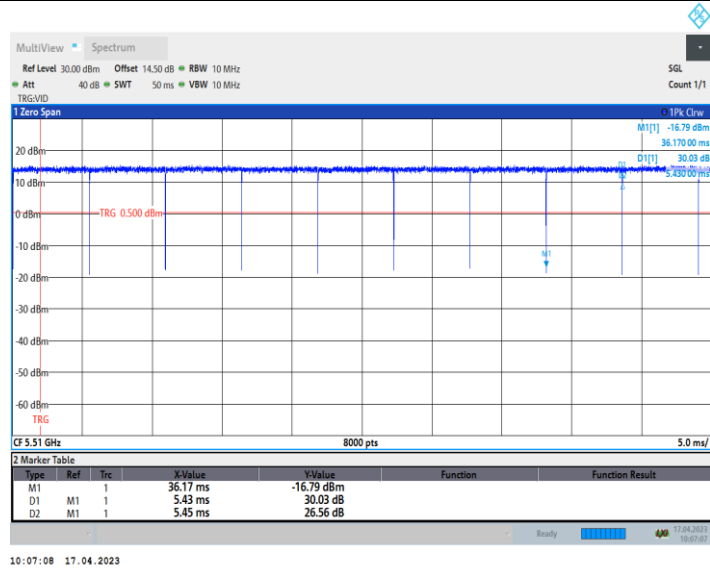 MultiView Spectrum
Ref Level 30.00 dBm Offset 14.50 dB RBW 10 MHz SGL
Att 40 dB SWT 50 ms VBW 10 MHz Count 1/1
TRG:VID
1 Zero Span 1Pk Clrw
M1[1] -16.79 dBm
36.170 00 ms
20 dBm
D1[1] 30.03 dB
5.430 00 ms
10 dBm
0 dBm TRG 0.500 dBm
-10 dBm
M1
-20 dBm
-30 dBm
-40 dBm
-50 dBm
-60 dBm
TRG
CF 5.51 GHz 8000 pts 5.0 ms/
2 Marker Table
Type Ref Trc X-Value Y-Value Function Function Result
M1 1 36.17 ms -16.79 dBm
D1 M1 1 5.43 ms 30.03 dB
D2 M1 1 5.45 ms 26.56 dB
Ready 17.04.2023
10:07:07
10:07:08 17.04.2023